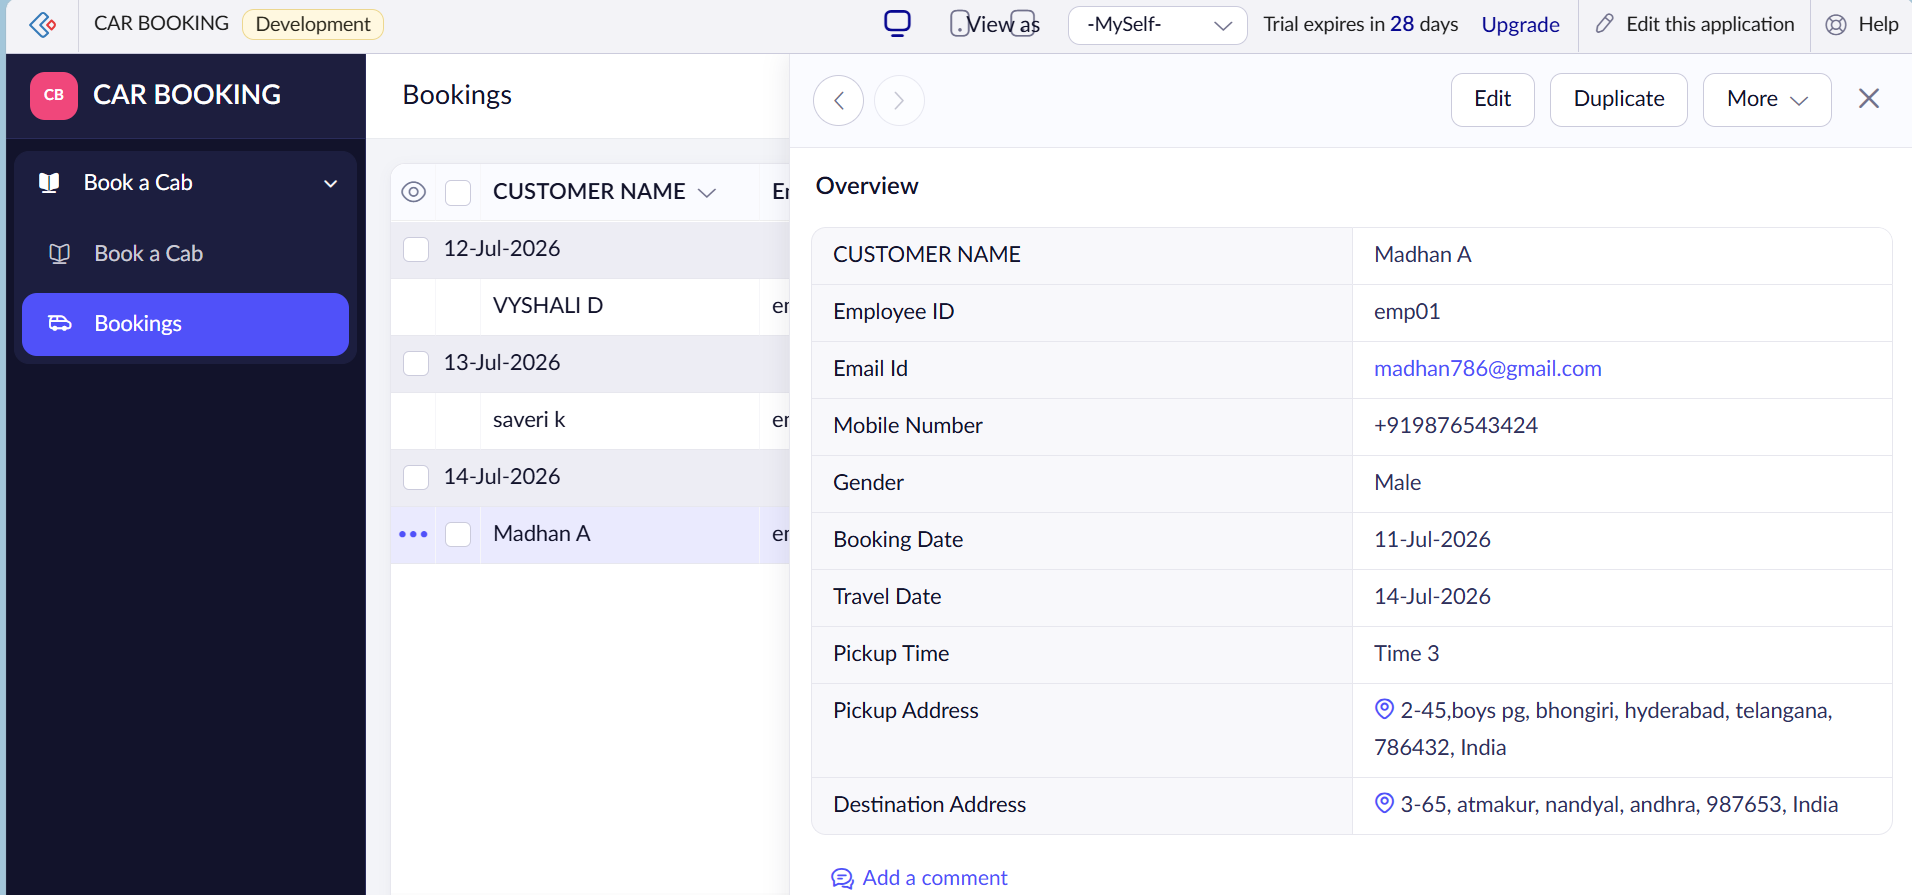 CAR BOOKING Development View as -MySelf- Trial expires in 28 days Upgrade Edit this application Help
CB CAR BOOKING
Book a Cab
Book a Cab
Bookings
Bookings
CUSTOMER NAME
12-Jul-2026
VYSHALI D
13-Jul-2026
saveri k
14-Jul-2026
Madhan A
Edit Duplicate More
Overview
CUSTOMER NAME Madhan A
Employee ID emp01
Email Id madhan786@gmail.com
Mobile Number +919876543424
Gender Male
Booking Date 11-Jul-2026
Travel Date 14-Jul-2026
Pickup Time Time 3
Pickup Address 2-45,boys pg, bhongiri, hyderabad, telangana,
786432, India
Destination Address 3-65, atmakur, nandyal, andhra, 987653, India
Add a comment